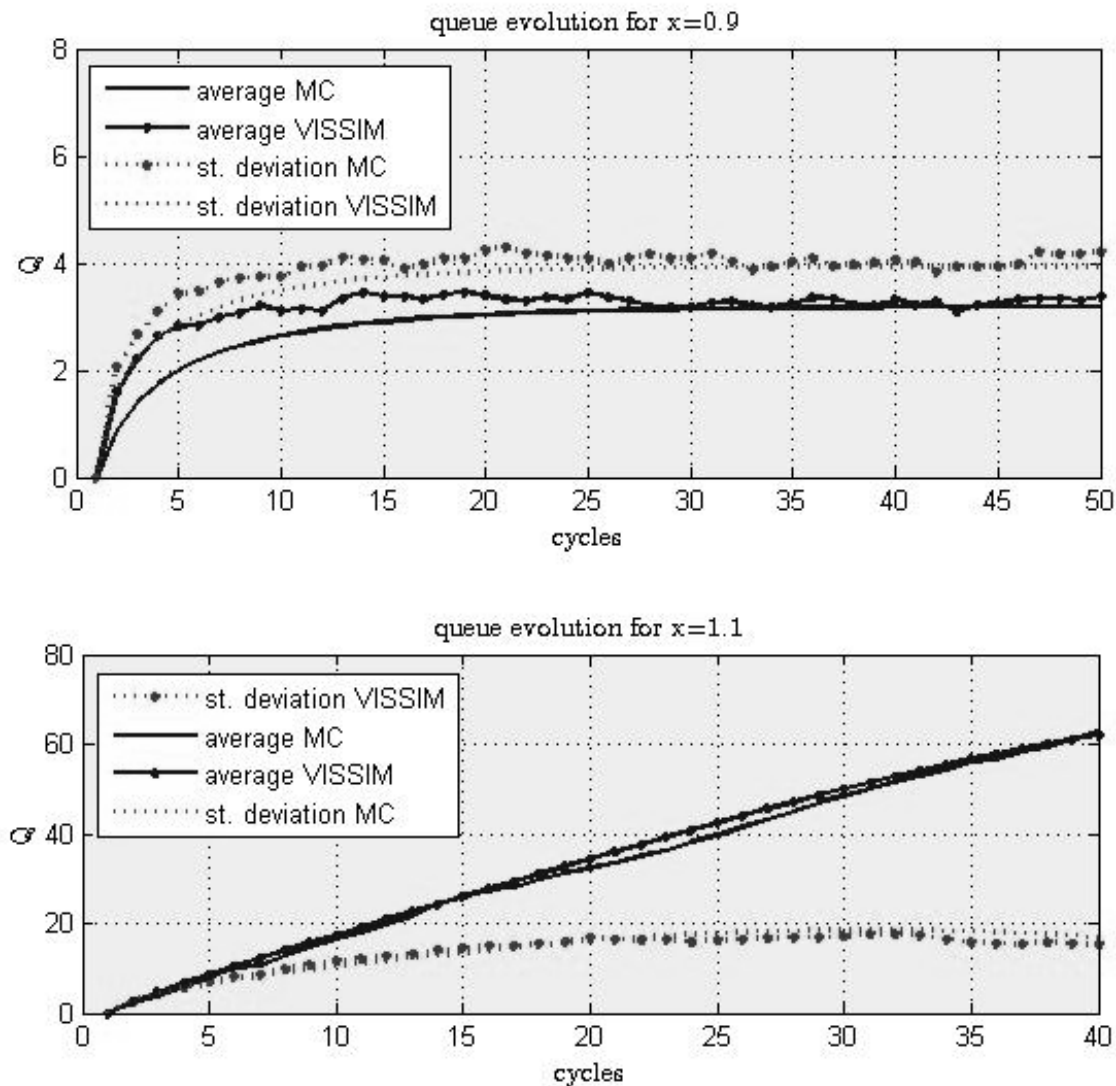 queue evolution for x=0.9
8
6
4
2
0
Q
average MC
average VISSIM
st. deviation MC
st. deviation VISSIM
0 5 10 15 20 25 30 35 40 45 50
cycles
queue evolution for x=1.1
80
60
40
20
0
Q
st. deviation VISSIM
average MC
average VISSIM
st. deviation MC
0 5 10 15 20 25 30 35 40
cycles